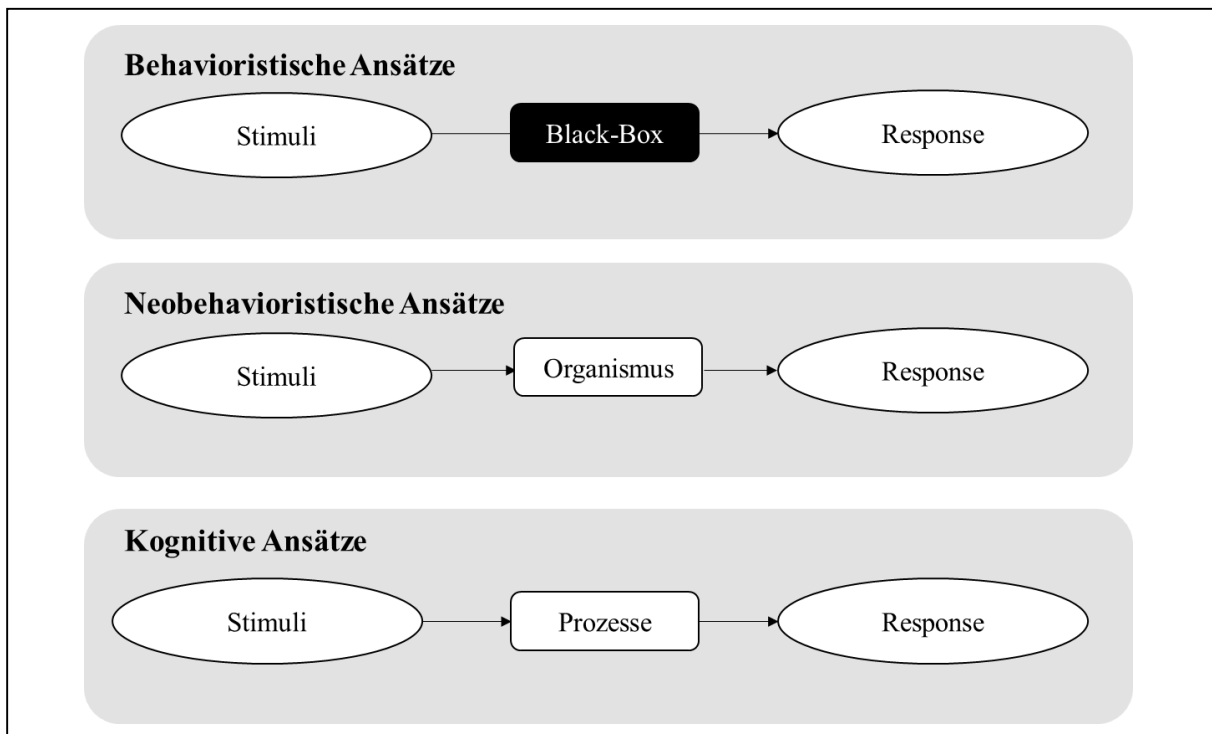 Behavioristische Ansätze
Stimuli
Black-Box
Response
Neobehavioristische Ansätze
Stimuli
Organismus
Response
Kognitive Ansätze
Stimuli
Prozesse
Response